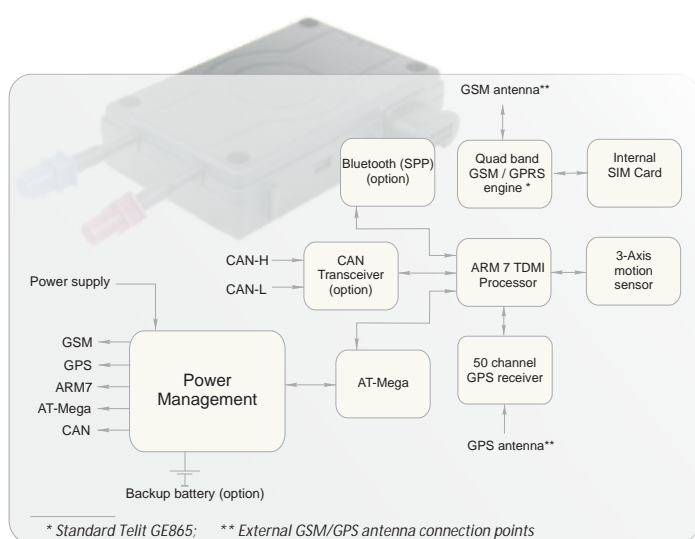 GSM antenna**
Bluetooth (SPP)
(option)
Quad band
GSM / GPRS
engine *
Internal
SIM Card
CAN-H
CAN-L
CAN
Transceiver
(option)
ARM 7 TDMI
Processor
3-Axis
motion
sensor
Power supply
GSM
GPS
ARM7
AT-Mega
CAN
Power
Management
AT-Mega
50 channel
GPS receiver
GPS antenna**
Backup battery (option)
* Standard Telit GE865; ** External GSM/GPS antenna connection points